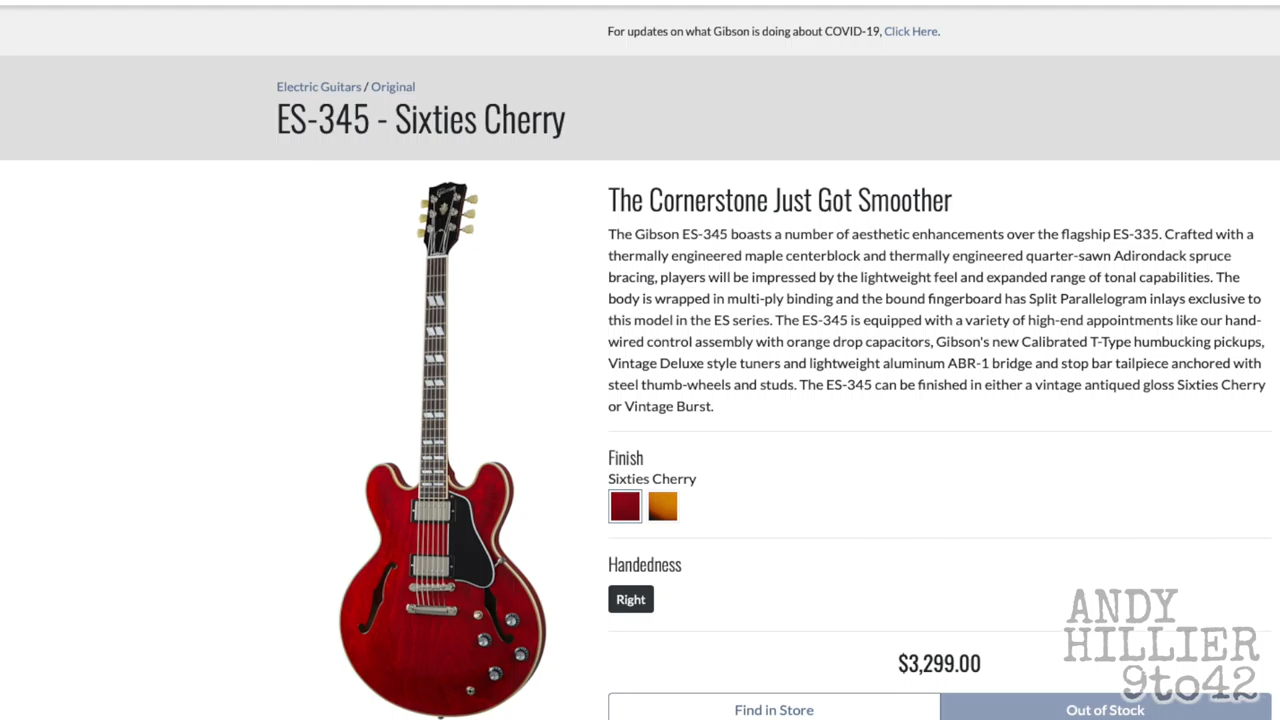 For updates on what Gibson is doing about COVID-19, Click Here.
Electric Guitars / Original
ES-345 - Sixties Cherry
Gibson
The Cornerstone Just Got Smoother
The Gibson ES-345 boasts a number of aesthetic enhancements over the flagship ES-335. Crafted with a
thermally engineered maple centerblock and thermally engineered quarter-sawn Adirondack spruce
bracing, players will be impressed by the lightweight feel and expanded range of tonal capabilities. The
body is wrapped in multi-ply binding and the bound fingerboard has Split Parallelogram inlays exclusive to
this model in the ES series. The ES-345 is equipped with a variety of high-end appointments like our hand-
wired control assembly with orange drop capacitors, Gibson's new Calibrated T-Type humbucking pickups,
Vintage Deluxe style tuners and lightweight aluminum ABR-1 bridge and stop bar tailpiece anchored with
steel thumb-wheels and studs. The ES-345 can be finished in either a vintage antiqued gloss Sixties Cherry
or Vintage Burst.
Finish
Sixties Cherry
Handedness
Right
$3,299.00
Find in Store
Out of Stock
ANDY
HILLIER
9to42